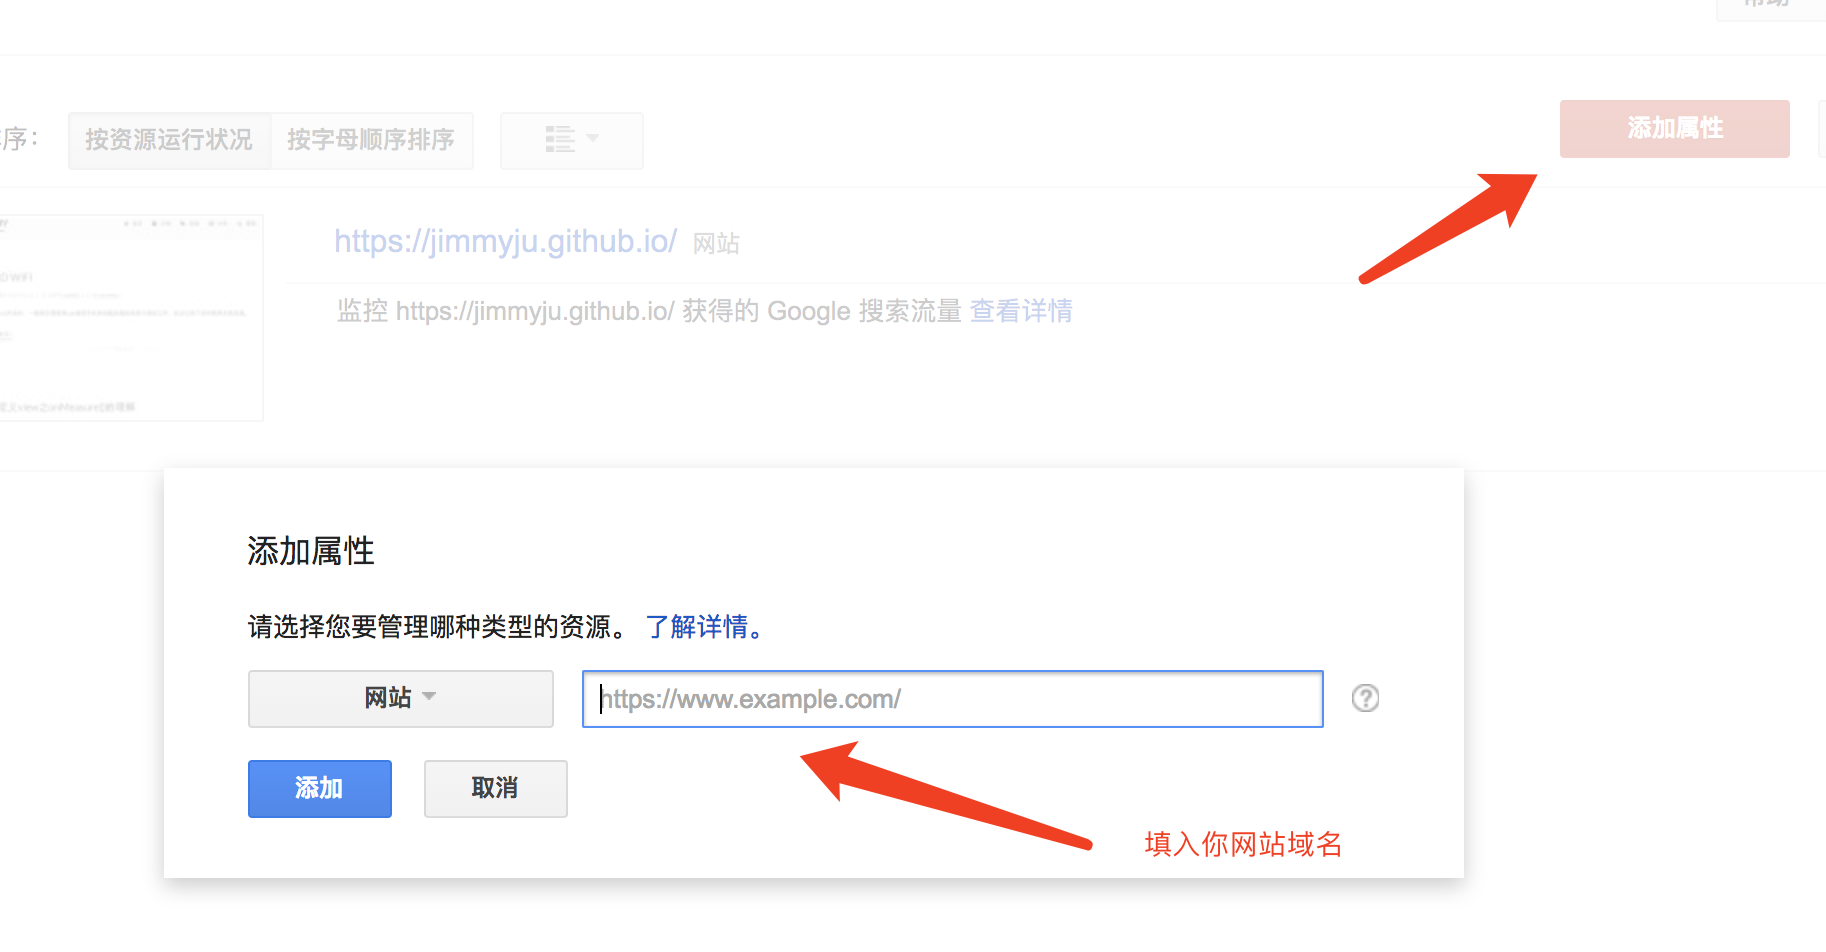 帮助
序：
按资源运行状况 按字母顺序排序
添加属性
https://jimmyju.github.io/ 网站
监控 https://jimmyju.github.io/ 获得的 Google 搜索流量 查看详情
添加属性
请选择您要管理哪种类型的资源。 了解详情。
网站 https://www.example.com/ ?
添加 取消
填入你网站域名